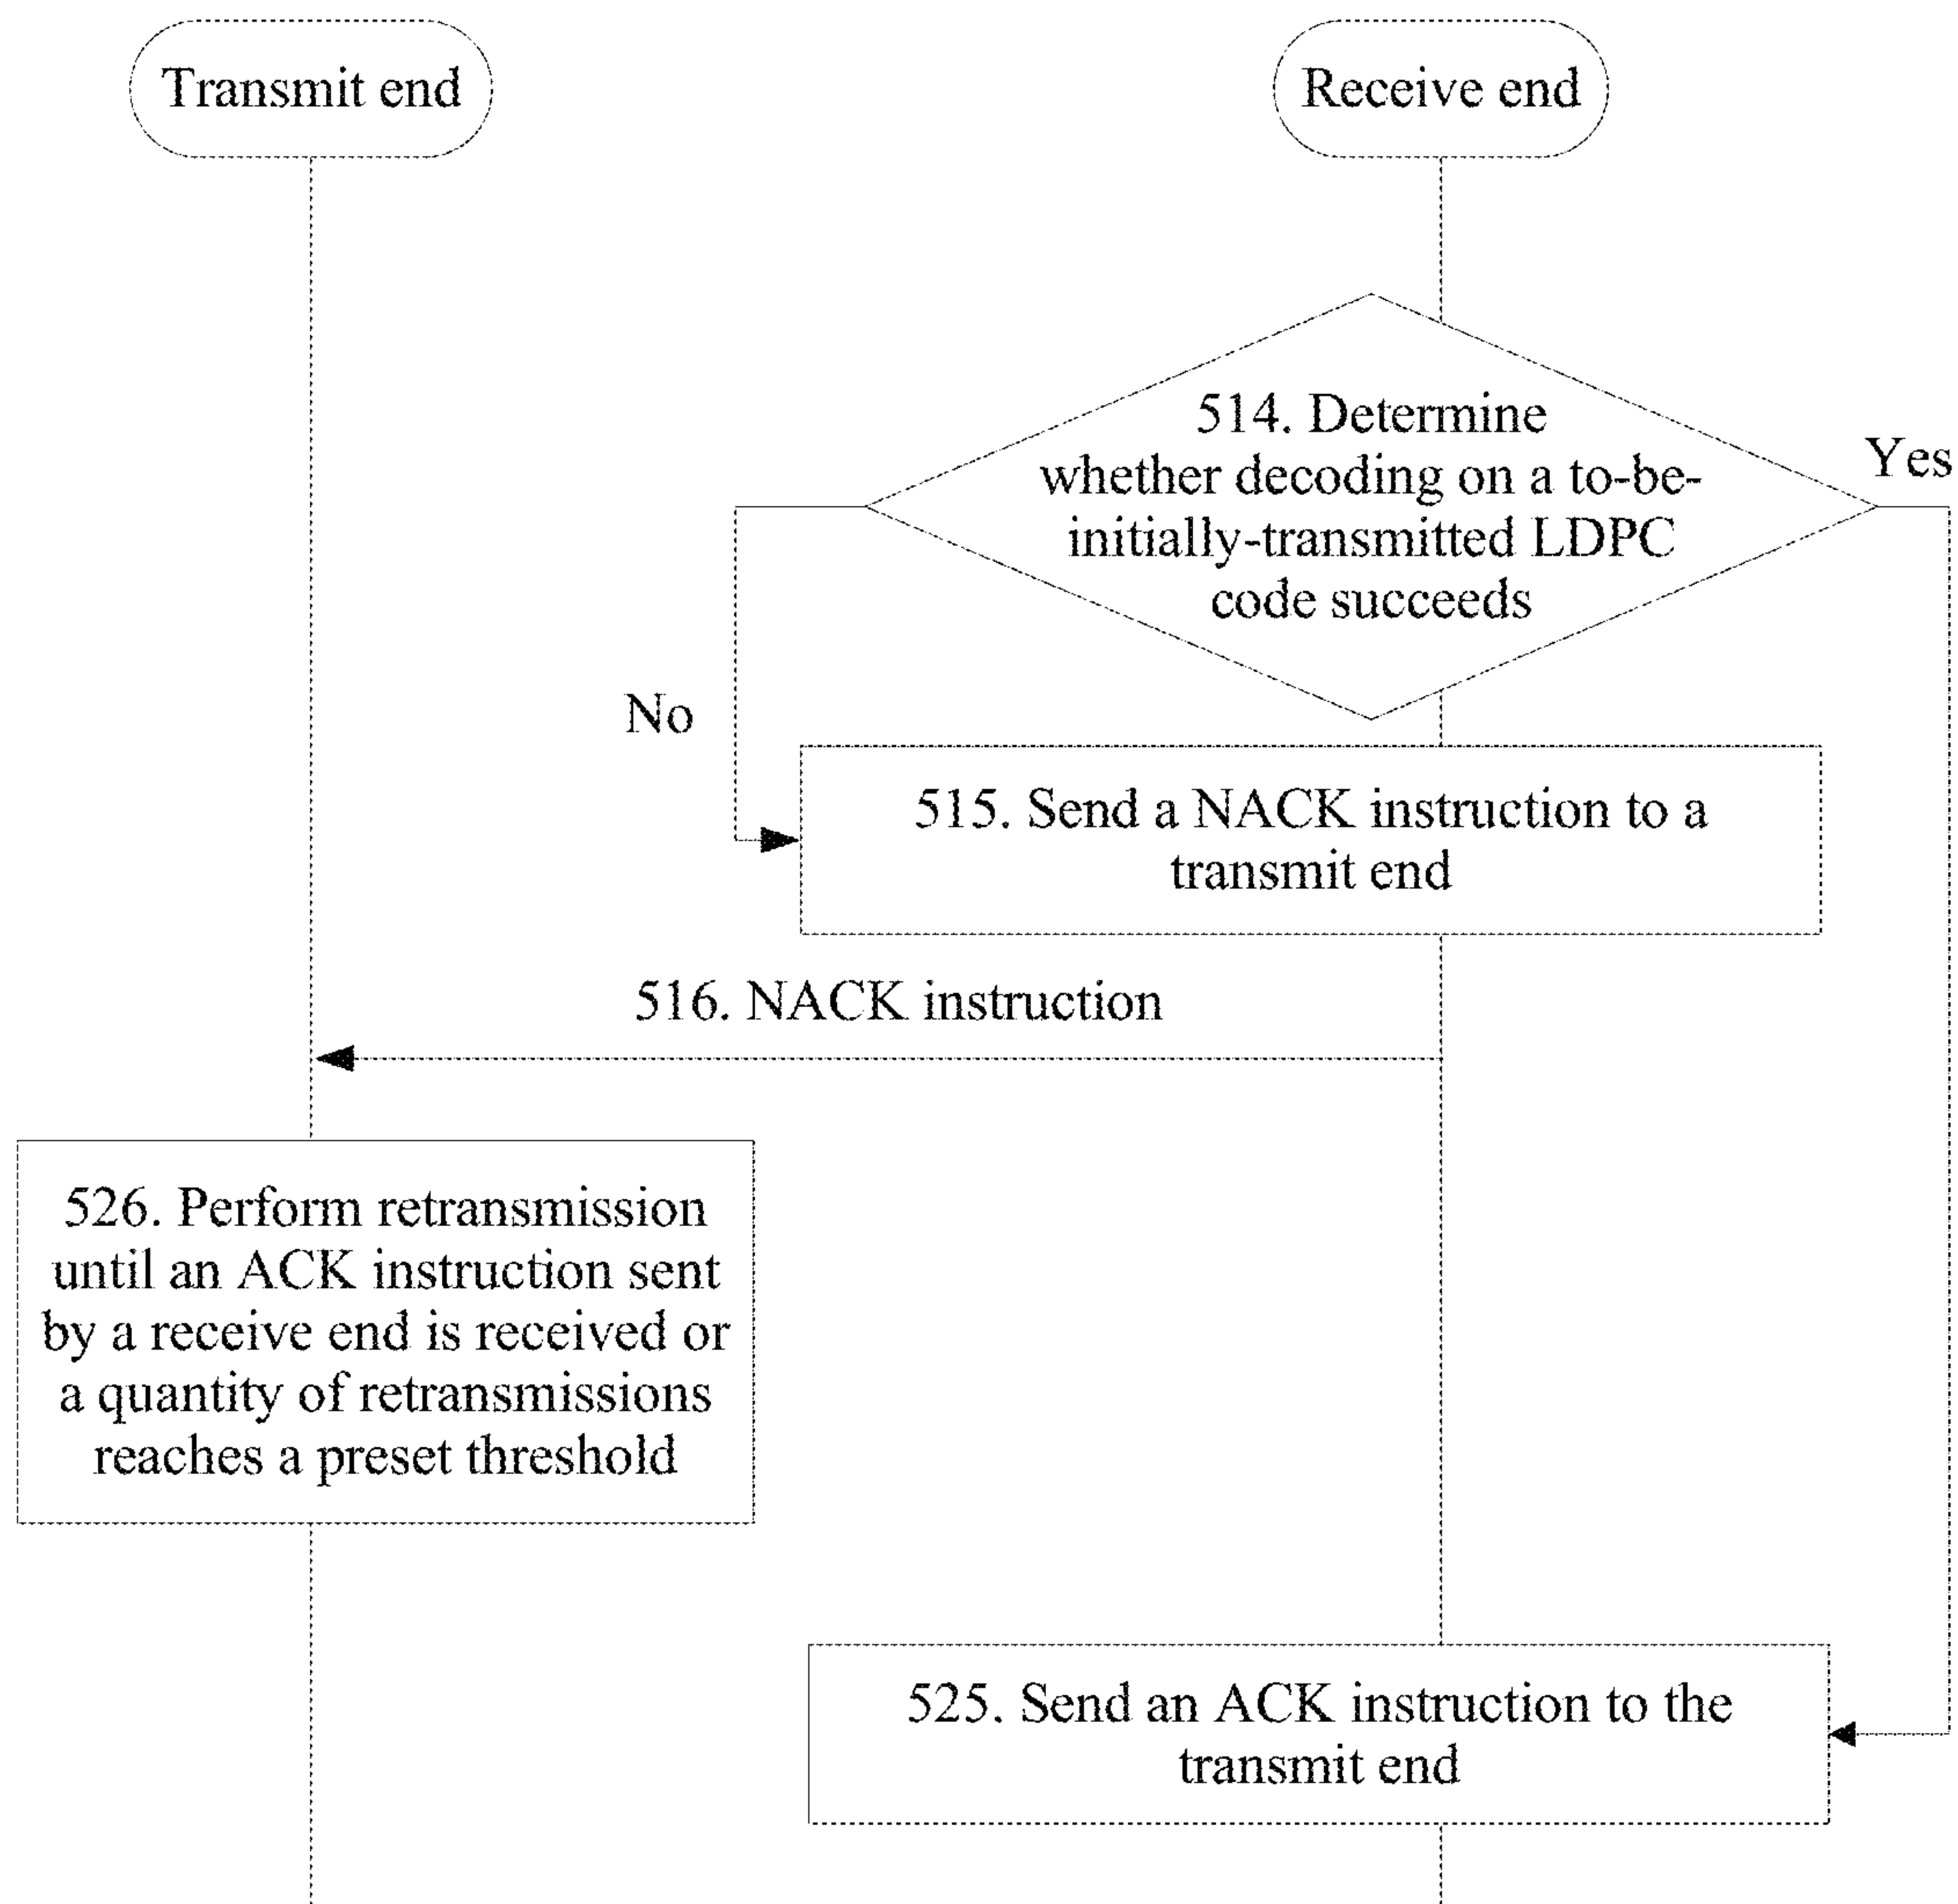 Transmit end
Receive end
514. Determine
whether decoding on a to-be-
initially-transmitted LDPC
code succeeds
Yes
No
515. Send a NACK instruction to a
transmit end
516. NACK instruction
526. Perform retransmission
until an ACK instruction sent
by a receive end is received or
a quantity of retransmissions
reaches a preset threshold
525. Send an ACK instruction to the
transmit end